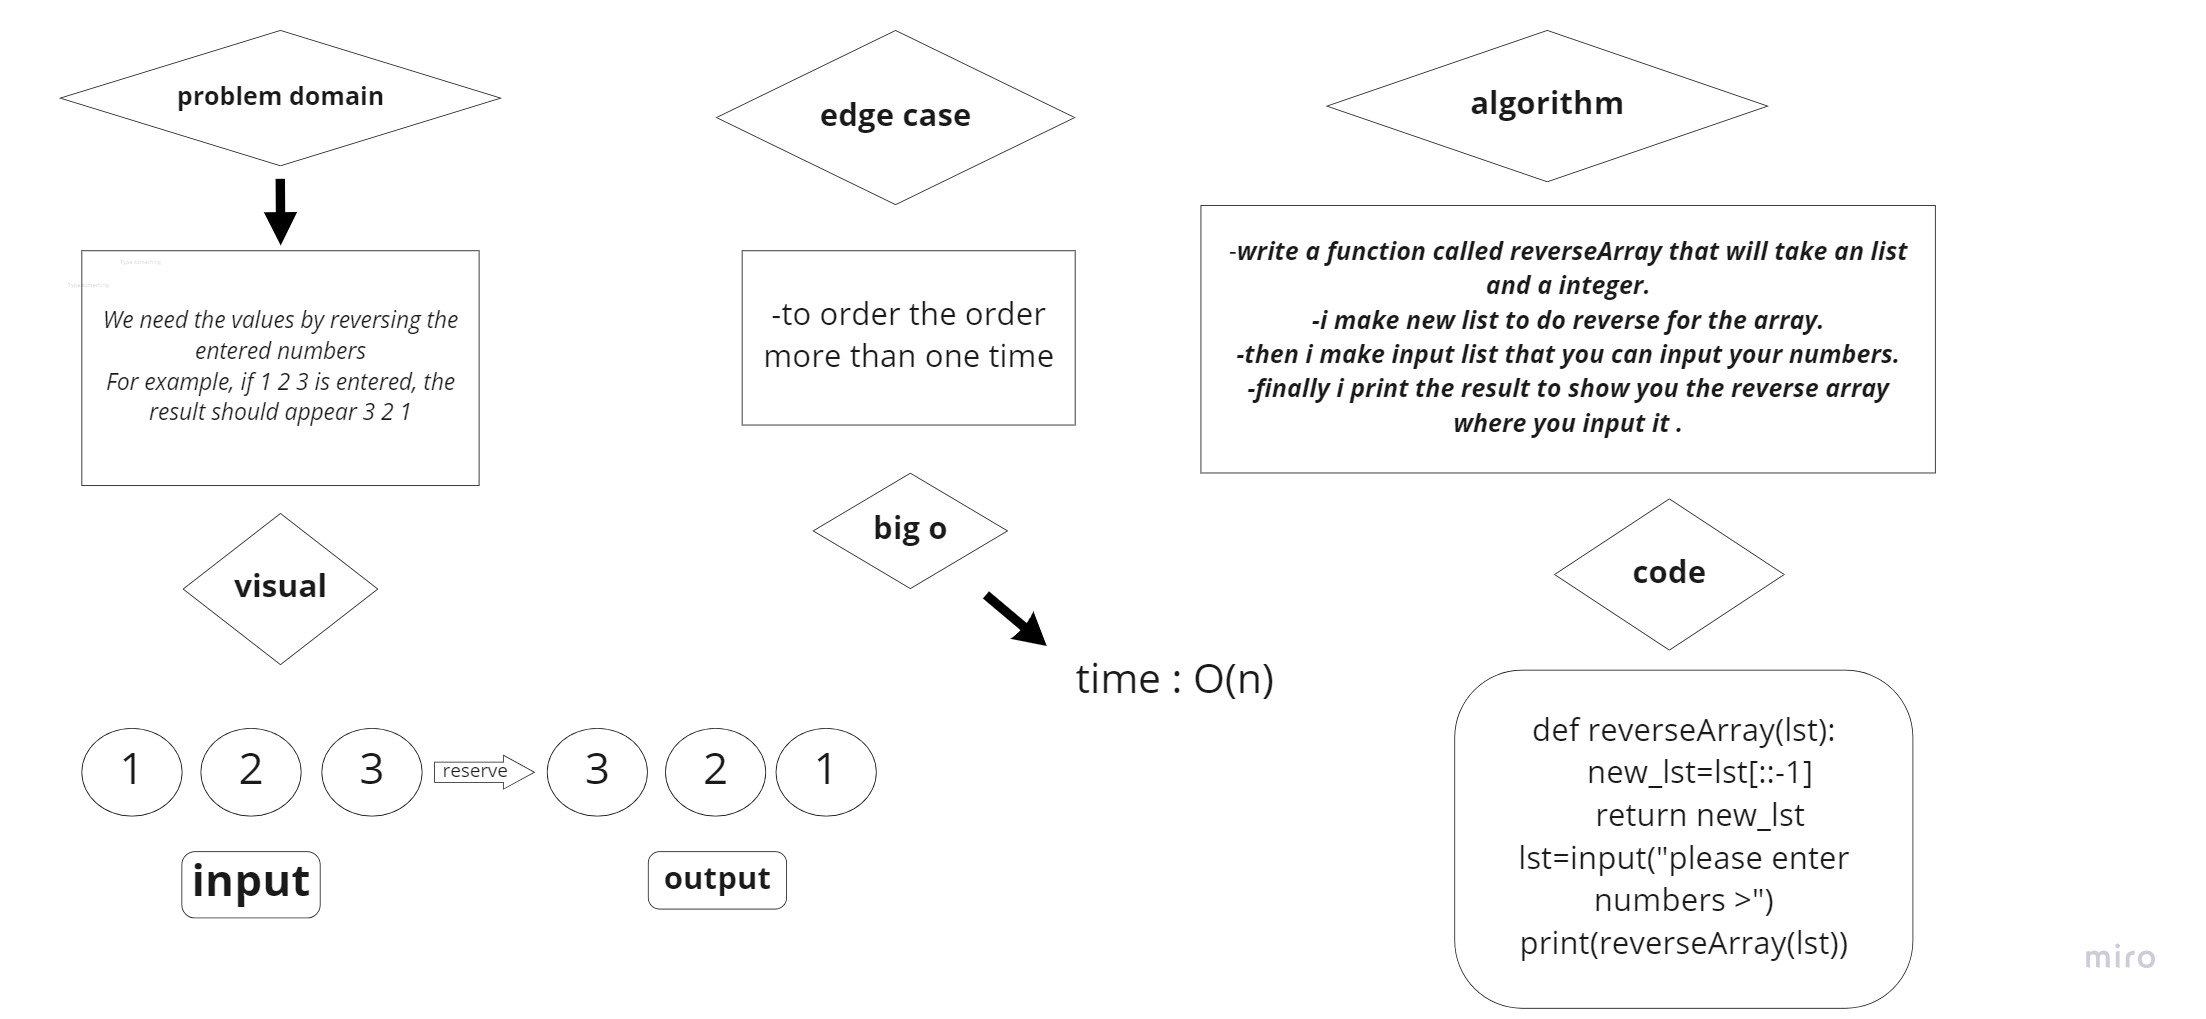 problem domain
Type something
Type something
We need the values by reversing the
entered numbers
For example, if 1 2 3 is entered, the
result should appear 3 2 1
visual
1 2 3 reserve 3 2 1
input
output
edge case
-to order the order
more than one time
big o
time : O(n)
algorithm
-write a function called reverseArray that will take an list
and a integer.
-i make new list to do reverse for the array.
-then i make input list that you can input your numbers.
-finally i print the result to show you the reverse array
where you input it .
code
def reverseArray(lst):
new_lst=lst[::-1]
return new_lst
lst=input("please enter
numbers >")
print(reverseArray(lst))
miro